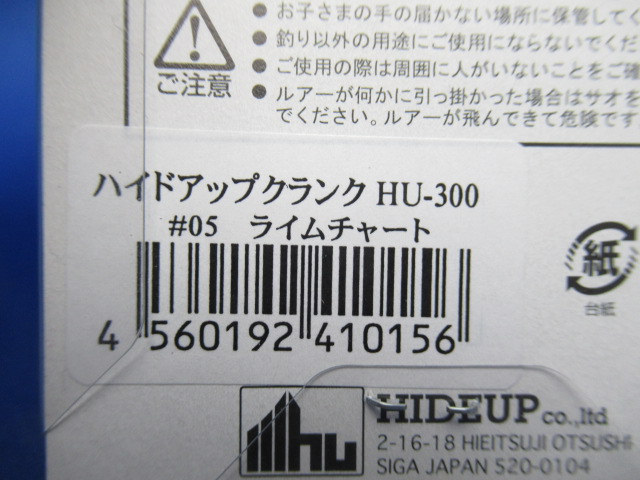 ● お子さまの手の届かない場所に保管してく
● 釣り以外の用途にご使用にならないでくだ
● ご使用の際は周囲に人がいないことをご確
● ルアーが何かに引っ掛かった場合はサオを
でください。ルアーが飛んできて危険です
ご注意
ハイドアップクランク HU-300
#05 ライムチャート
4 560192 410156
紙
台紙
hu
HIDEUP co.,ltd
2-16-18 HIEITSUJI OTSUSHI
SIGA JAPAN 520-0104